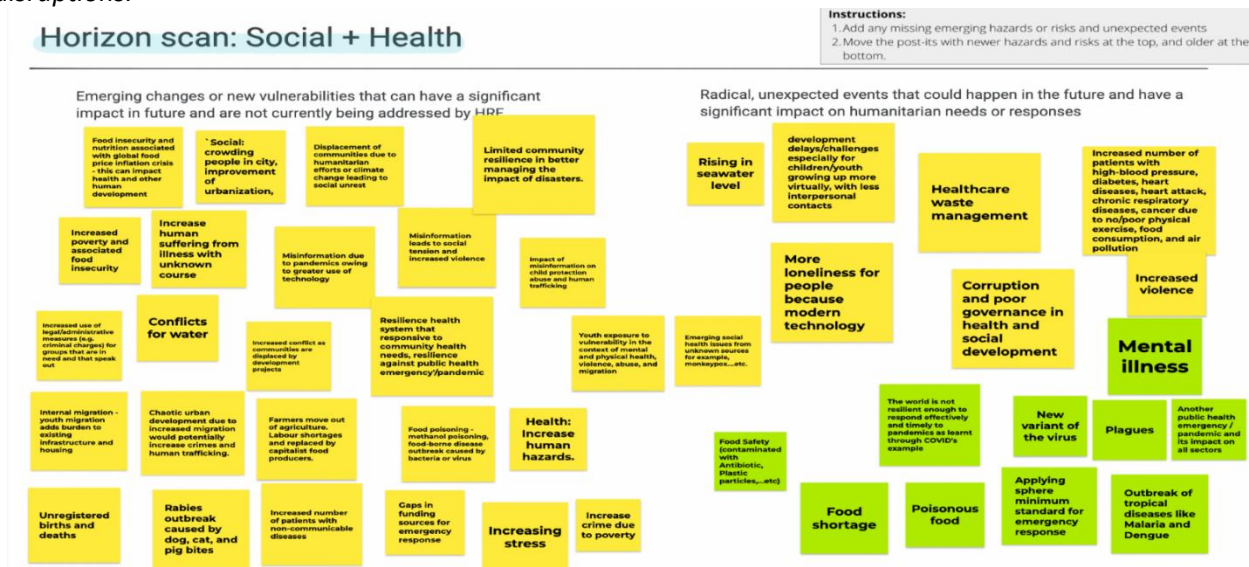 disruptions.
Horizon scan: Social + Health
Instructions:
1. Add any missing emerging hazards or risks and unexpected events
2. Move the post-its with newer hazards and risks at the top, and older at the
bottom.
Emerging changes or new vulnerabilities that can have a significant
impact in future and are not currently being addressed by HRF
Food insecurity and
nutrition associated
with global food
price inflation crisis
- this can impact
health and other
human
development
`Social:
crowding
people in city,
improvement
of
urbanization,
Displacement of
communities due to
humanitarian
efforts or climate
change leading to
social unrest
Limited community
resilience in better
managing the
impact of disasters.
Increased
poverty and
associated
food
insecurity
Increase
human
suffering from
illness with
unknown
course
Misinformation due
to pandemics owing
to greater use of
technology
Misinformation
leads to social
tension and
increased violence
Impact of
misinformation on
child protection
abuse and human
trafficking
Increased use of
legal/administrative
measures (e.g.
criminal charges) for
groups that are in
need and that speak
out
Conflicts
for water
Increased conflict as
communities are
displaced by
development
projects
Resilience health
system that
responsive to
community health
needs, resilience
against public health
emergency'/pandemic
Youth exposure to
vulnerability in the
context of mental
and physical health,
violence, abuse, and
migration
Emerging social
health issues from
unknown sources
for example,
monkeypox,...etc.
Internal migration -
youth migration
adds burden to
existing
infrastructure and
housing
Chaotic urban
development due to
increased migration
would potentially
increase crimes and
human trafficking.
Farmers move out
of agriculture.
Labour shortages
and replaced by
capitalist food
producers.
Food poisoning -
methanol poisoning,
food-borne disease
outbreak caused by
bacteria or virus
Health:
Increase
human
hazards.
Unregistered
births and
deaths
Rabies
outbreak
caused by
dog, cat, and
pig bites
Increased number
of patients with
non-communicable
diseases
Gaps in
funding
sources for
emergency
response
Increasing
stress
Increase
crime due
to poverty
Radical, unexpected events that could happen in the future and have a
significant impact on humanitarian needs or responses
Rising in
seawater
level
development
delays/challenges
especially for
children/youth
growing up more
virtually, with less
interpersonal
contacts
Healthcare
waste
management
Increased number of
patients with
high-blood pressure,
diabetes, heart
diseases, heart attack,
chronic respiratory
diseases, cancer due
to no/poor physical
exercise, food
consumption, and air
pollution
More
loneliness for
people
because
modern
technology
Corruption
and poor
governance in
health and
social
development
Increased
violence
Mental
illness
The world is not
resilient enough to
respond effectively
and timely to
pandemics as learnt
through COVID's
example
New
variant of
the virus
Plagues
Another
public health
emergency /
pandemic and
its impact on
all sectors
Food Safety
(contaminated
with
Antibiotic,
Plastic
particles,...etc)
Food
shortage
Poisonous
food
Applying
sphere
minimum
standard for
emergency
response
Outbreak of
tropical
diseases like
Malaria and
Dengue